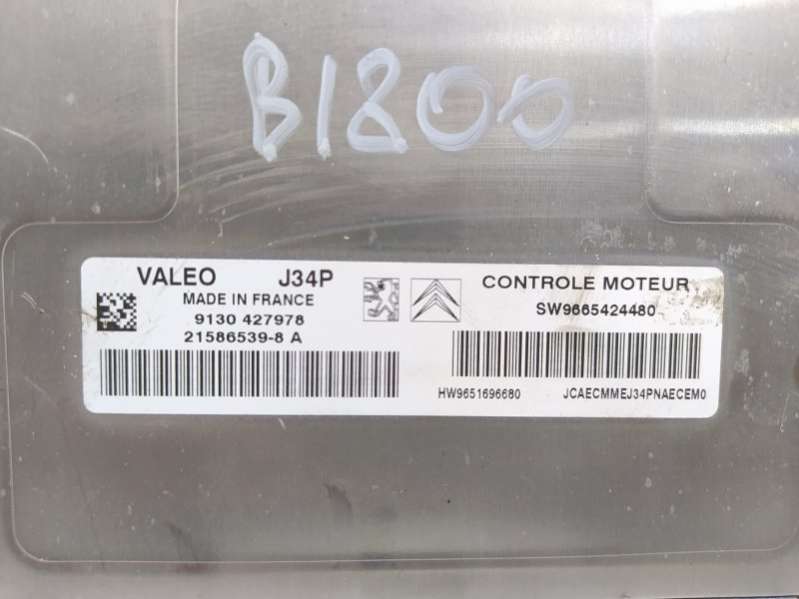 B1800
VALEO J34P
MADE IN FRANCE
9130 427978
21586539-8 A
CONTROLE MOTEUR
SW9665424480
HW9651696680 JCAECMMEJ34PNAECEM0